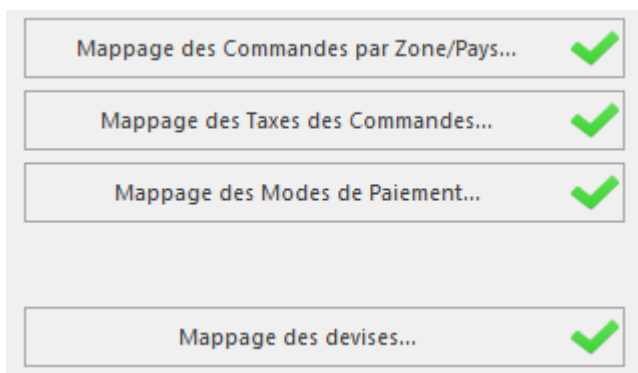 Mappage des Commandes par Zone/Pays...
Mappage des Taxes des Commandes...
Mappage des Modes de Paiement...
Mappage des devises...